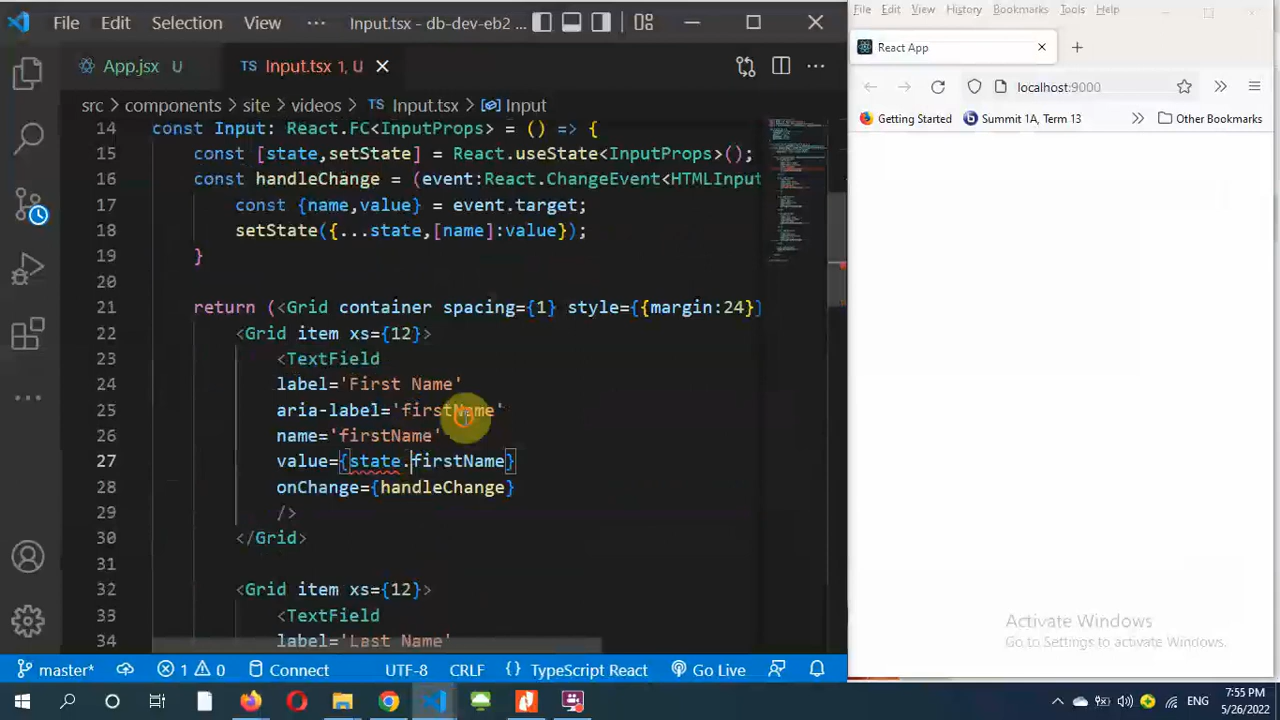 File Edit Selection View ··· Input.tsx - db-dev-eb2 ...
File Edit View History Bookmarks Tools Help
App.jsx U TS Input.tsx 1, U
React App
src > components > site > videos > TS Input.tsx > Input
localhost:9000
Getting Started Summit 1A, Term 13 Other Bookmarks
14 const Input: React.FC<InputProps> = () => {
15 const [state,setState] = React.useState<InputProps>();
16 const handleChange = (event:React.ChangeEvent<HTMLInput
17 const {name,value} = event.target;
18 setState({...state,[name]:value});
19 }
20
21 return (<Grid container spacing={1} style={{margin:24}}
22 <Grid item xs={12}>
23 <TextField
24 label='First Name'
25 aria-label='firstName'
26 name='firstName'
27 value={state.firstName}
28 onChange={handleChange}
29 />
30 </Grid>
31
32 <Grid item xs={12}>
33 <TextField
34 label='Last Name'
Activate Windows
Go to Settings to activate Windows.
master* 1 0 Connect UTF-8 CRLF {} TypeScript React Go Live
ENG
7:55 PM
5/26/2022